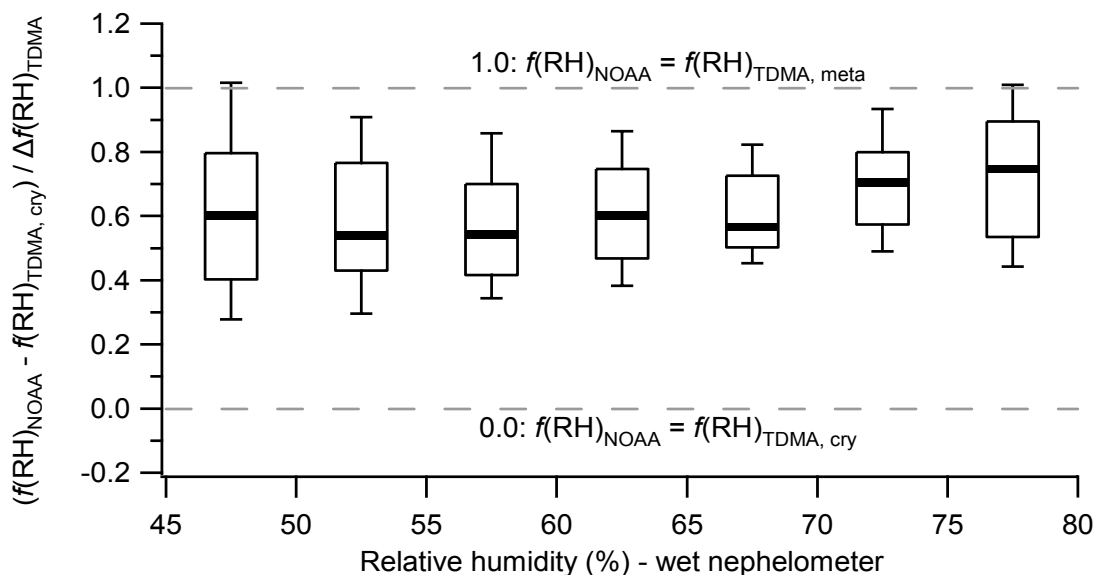 (f(RH)NOAA - f(RH)TDMA, cry) / Δf(RH)TDMA
1.2
1.0
0.8
0.6
0.4
0.2
0.0
-0.2
1.0: f(RH)NOAA = f(RH)TDMA, meta
0.0: f(RH)NOAA = f(RH)TDMA, cry
45 50 55 60 65 70 75 80
Relative humidity (%) - wet nephelometer